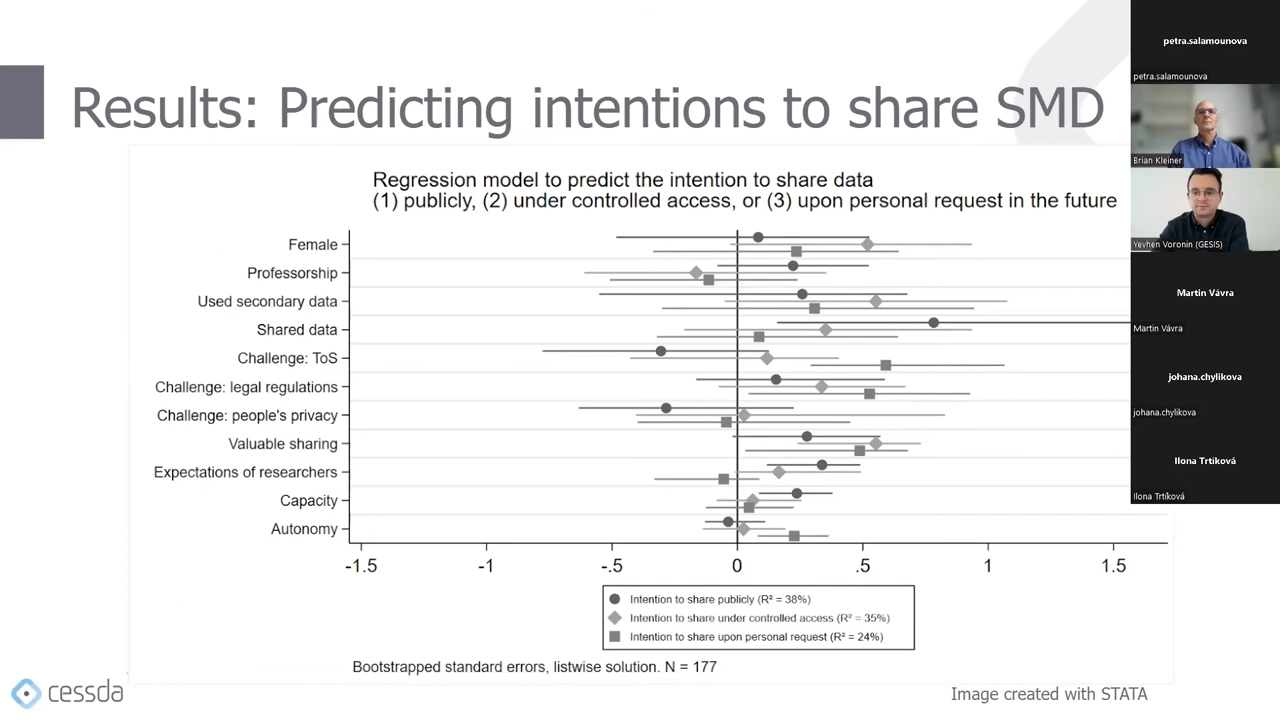 Results: Predicting intentions to share SMD
Regression model to predict the intention to share data
(1) publicly, (2) under controlled access, or (3) upon personal request in the future
Female
Professorship
Used secondary data
Shared data
Challenge: ToS
Challenge: legal regulations
Challenge: people's privacy
Valuable sharing
Expectations of researchers
Capacity
Autonomy
-1.5 -1 -.5 0 .5 1 1.5
Intention to share publicly (R² = 38%)
Intention to share under controlled access (R² = 35%)
Intention to share upon personal request (R² = 24%)
Bootstrapped standard errors, listwise solution. N = 177
cessda
Image created with STATA
petra.salamounova
petra.salamounova
Brian Kleiner
Yevhen Voronin (GESIS)
Martin Vávra
Martin Vávra
johana.chylikova
johana.chylikova
Ilona Trtíková
Ilona Trtíková